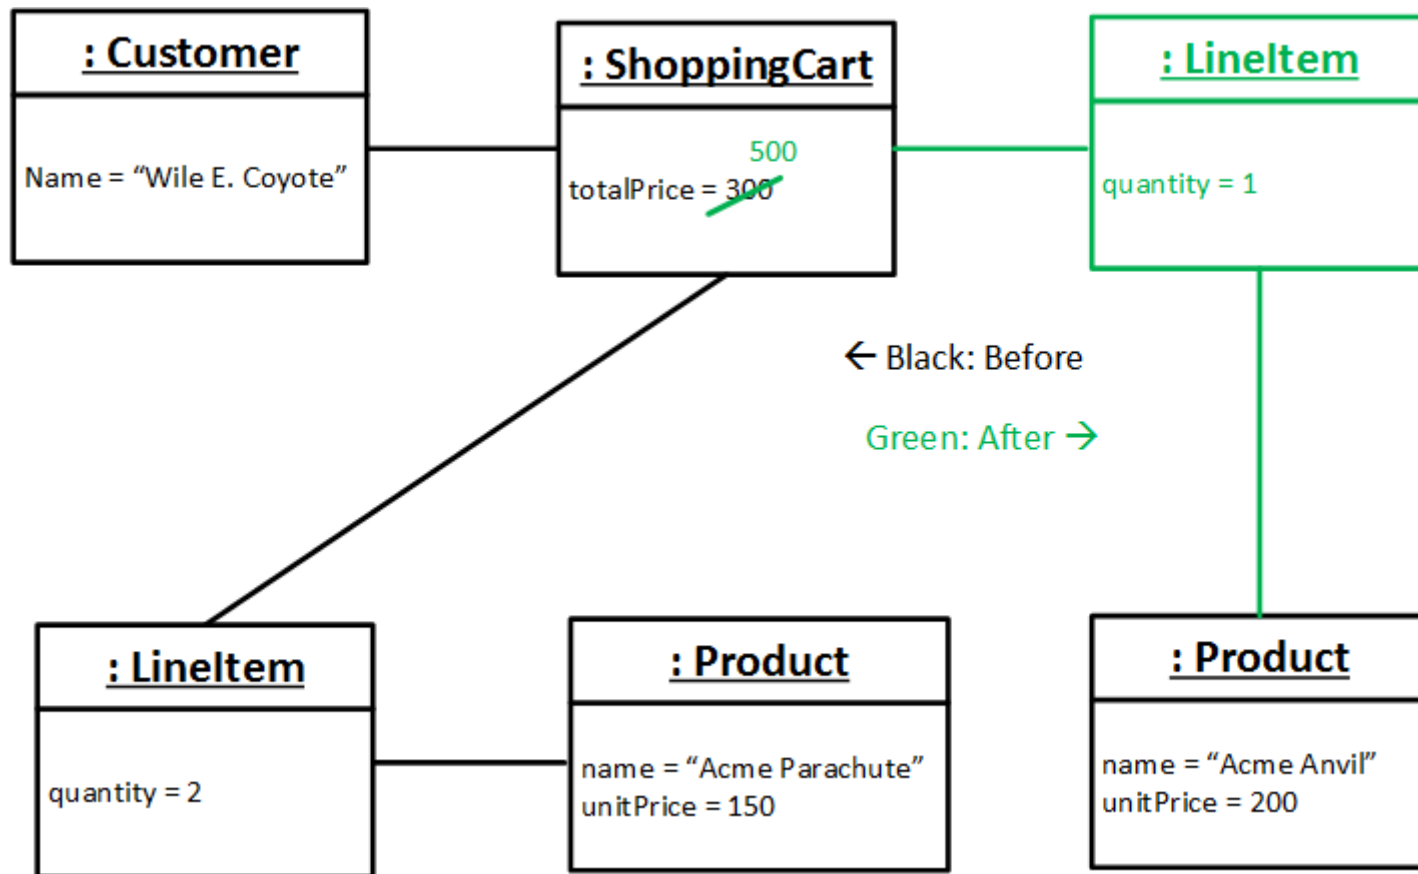 : Customer
Name = “Wile E. Coyote”
: ShoppingCart
500
totalPrice = 300
: LineItem
quantity = 1
← Black: Before
Green: After →
: LineItem
quantity = 2
: Product
name = “Acme Parachute”
unitPrice = 150
: Product
name = “Acme Anvil”
unitPrice = 200